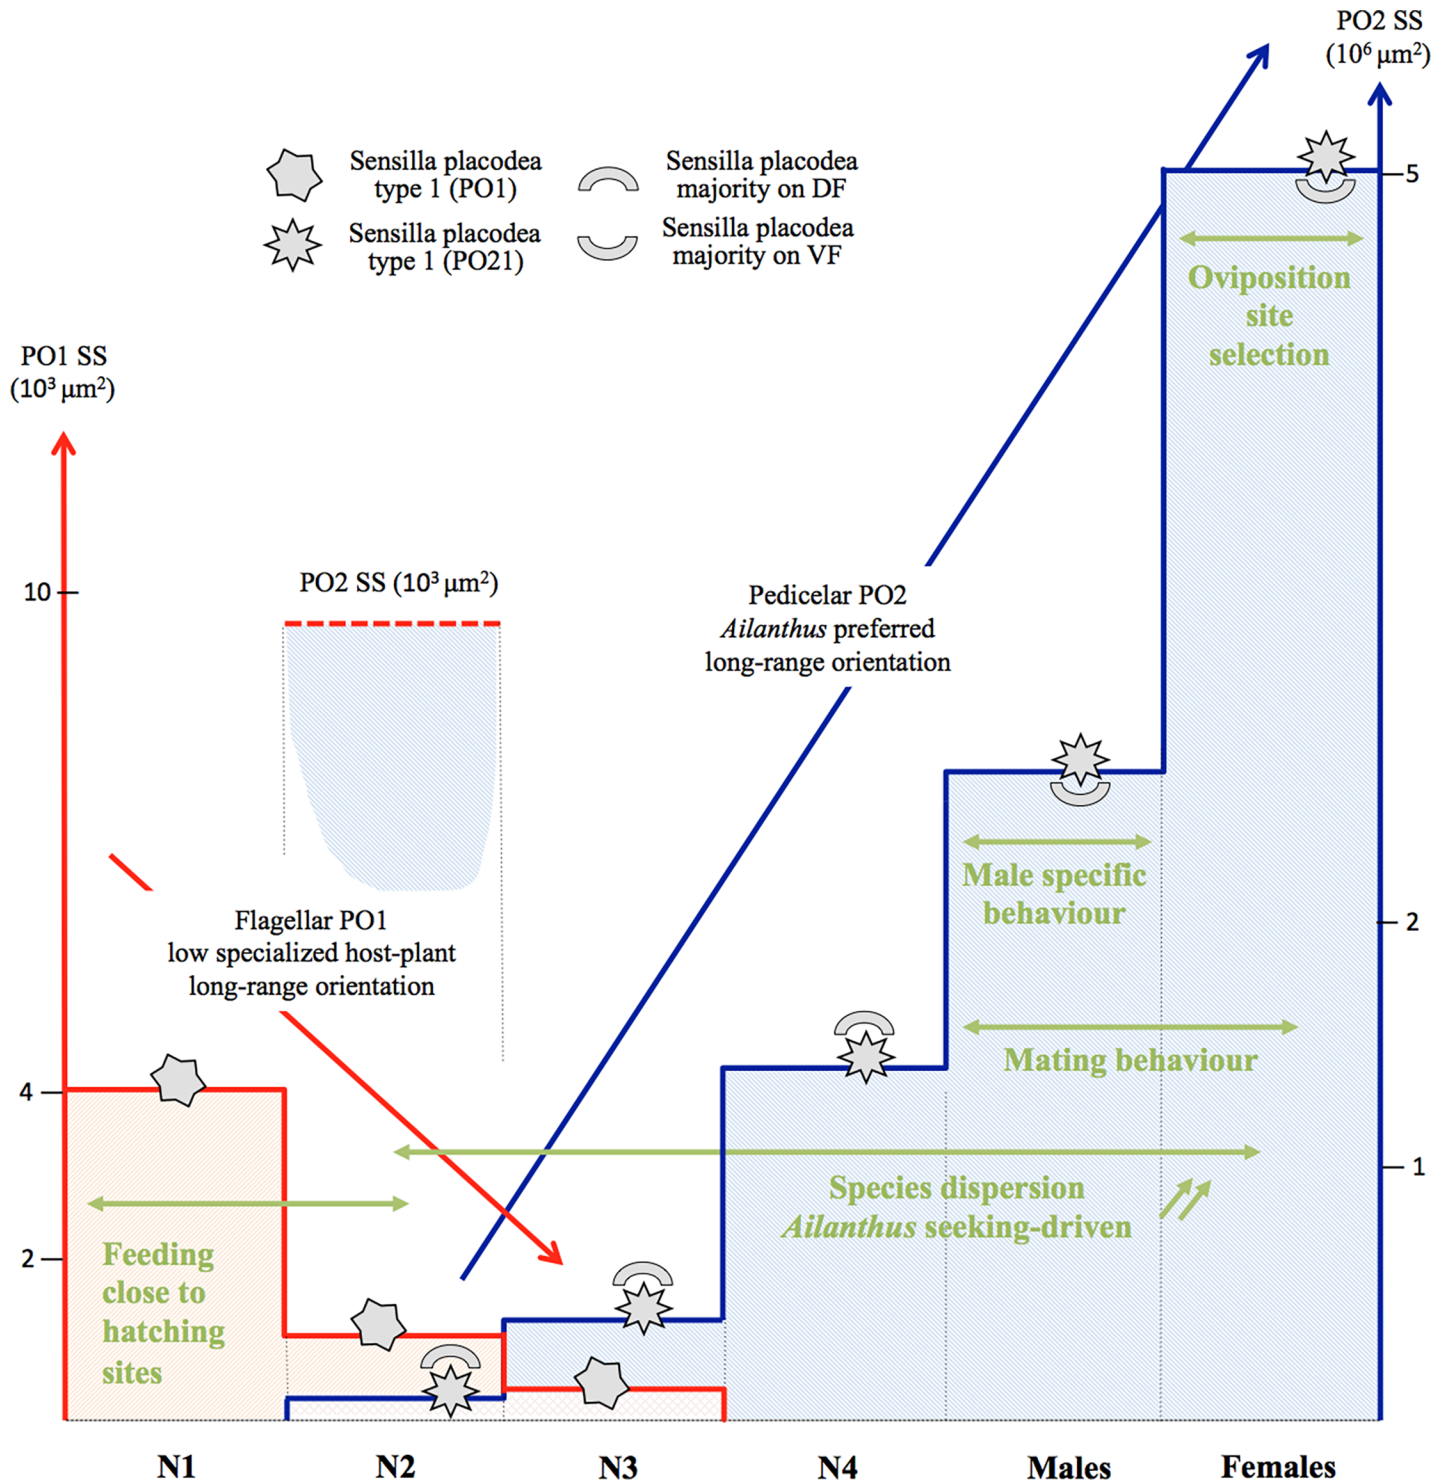 PO2 SS
(10⁶ µm²)
Sensilla placodea
type 1 (PO1)
Sensilla placodea
majority on DF
Sensilla placodea
type 1 (PO21)
Sensilla placodea
majority on VF
5
Oviposition
site
selection
PO1 SS
(10³ µm²)
10
PO2 SS (10³ µm²)
Pedicelar PO2
Ailanthus preferred
long-range orientation
Male specific
behaviour
2
Flagellar PO1
low specialized host-plant
long-range orientation
Mating behaviour
4
1
Species dispersion
Ailanthus seeking-driven
2
Feeding
close to
hatching
sites
N1
N2
N3
N4
Males
Females